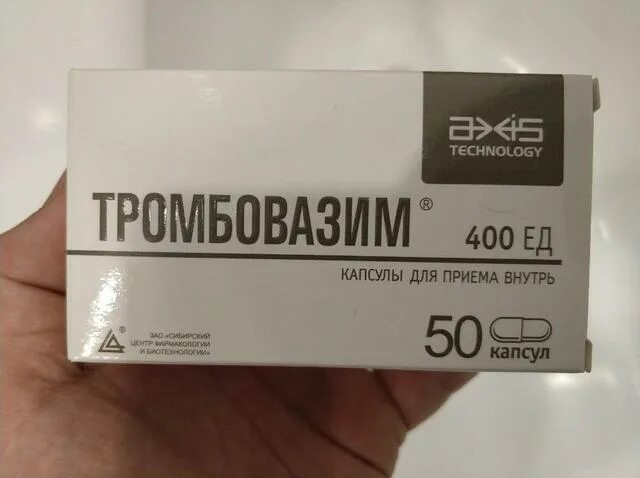 axis
TECHNOLOGY
ТРОМБОВАЗИМ®
400 ЕД
КАПСУЛЫ ДЛЯ ПРИЕМА ВНУТРЬ
®
ЗАО «СИБИРСКИЙ
ЦЕНТР ФАРМАКОЛОГИИ
И БИОТЕХНОЛОГИИ»
50 капсул